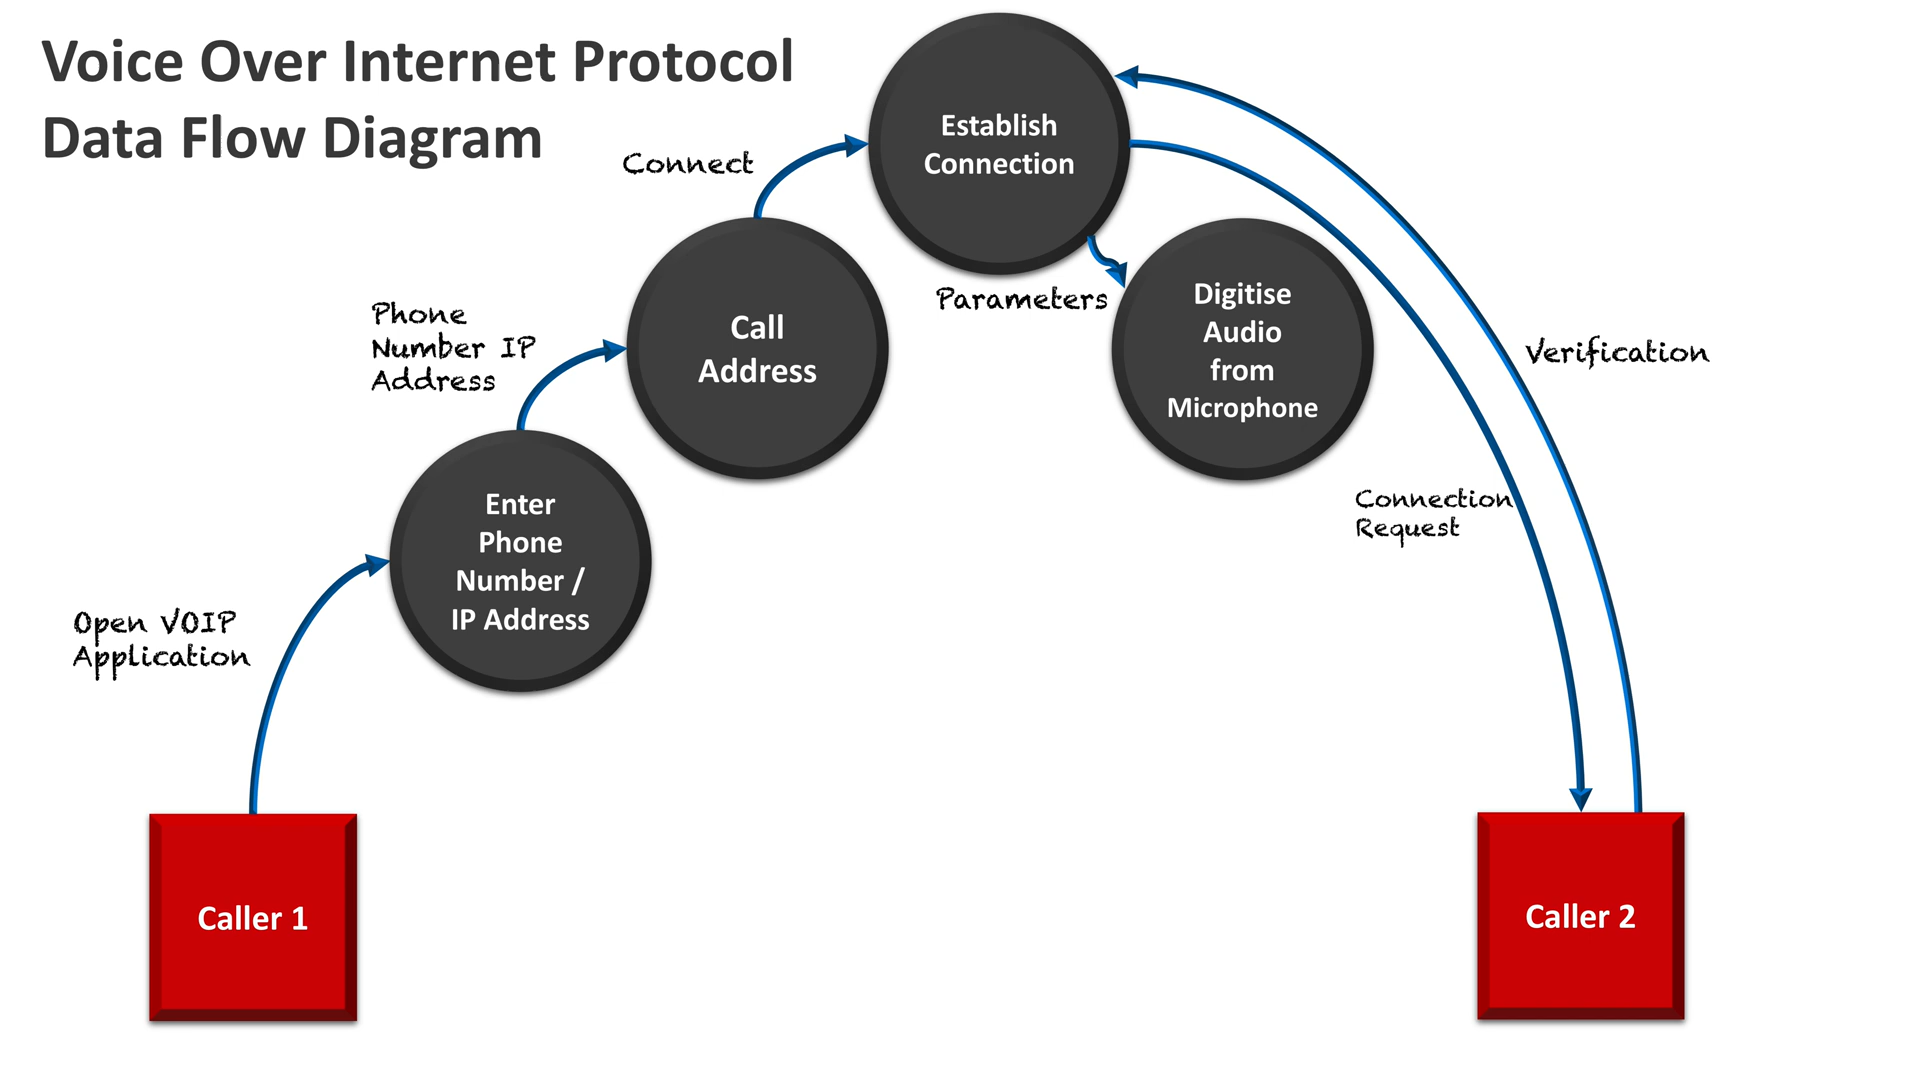 Voice Over Internet Protocol
Data Flow Diagram
Establish
Connection
Connect
Call
Address
Parameters
Digitise
Audio
from
Microphone
Phone
Number IP
Address
Verification
Enter
Phone
Number /
IP Address
Connection
Request
Open VOIP
Application
Caller 1
Caller 2